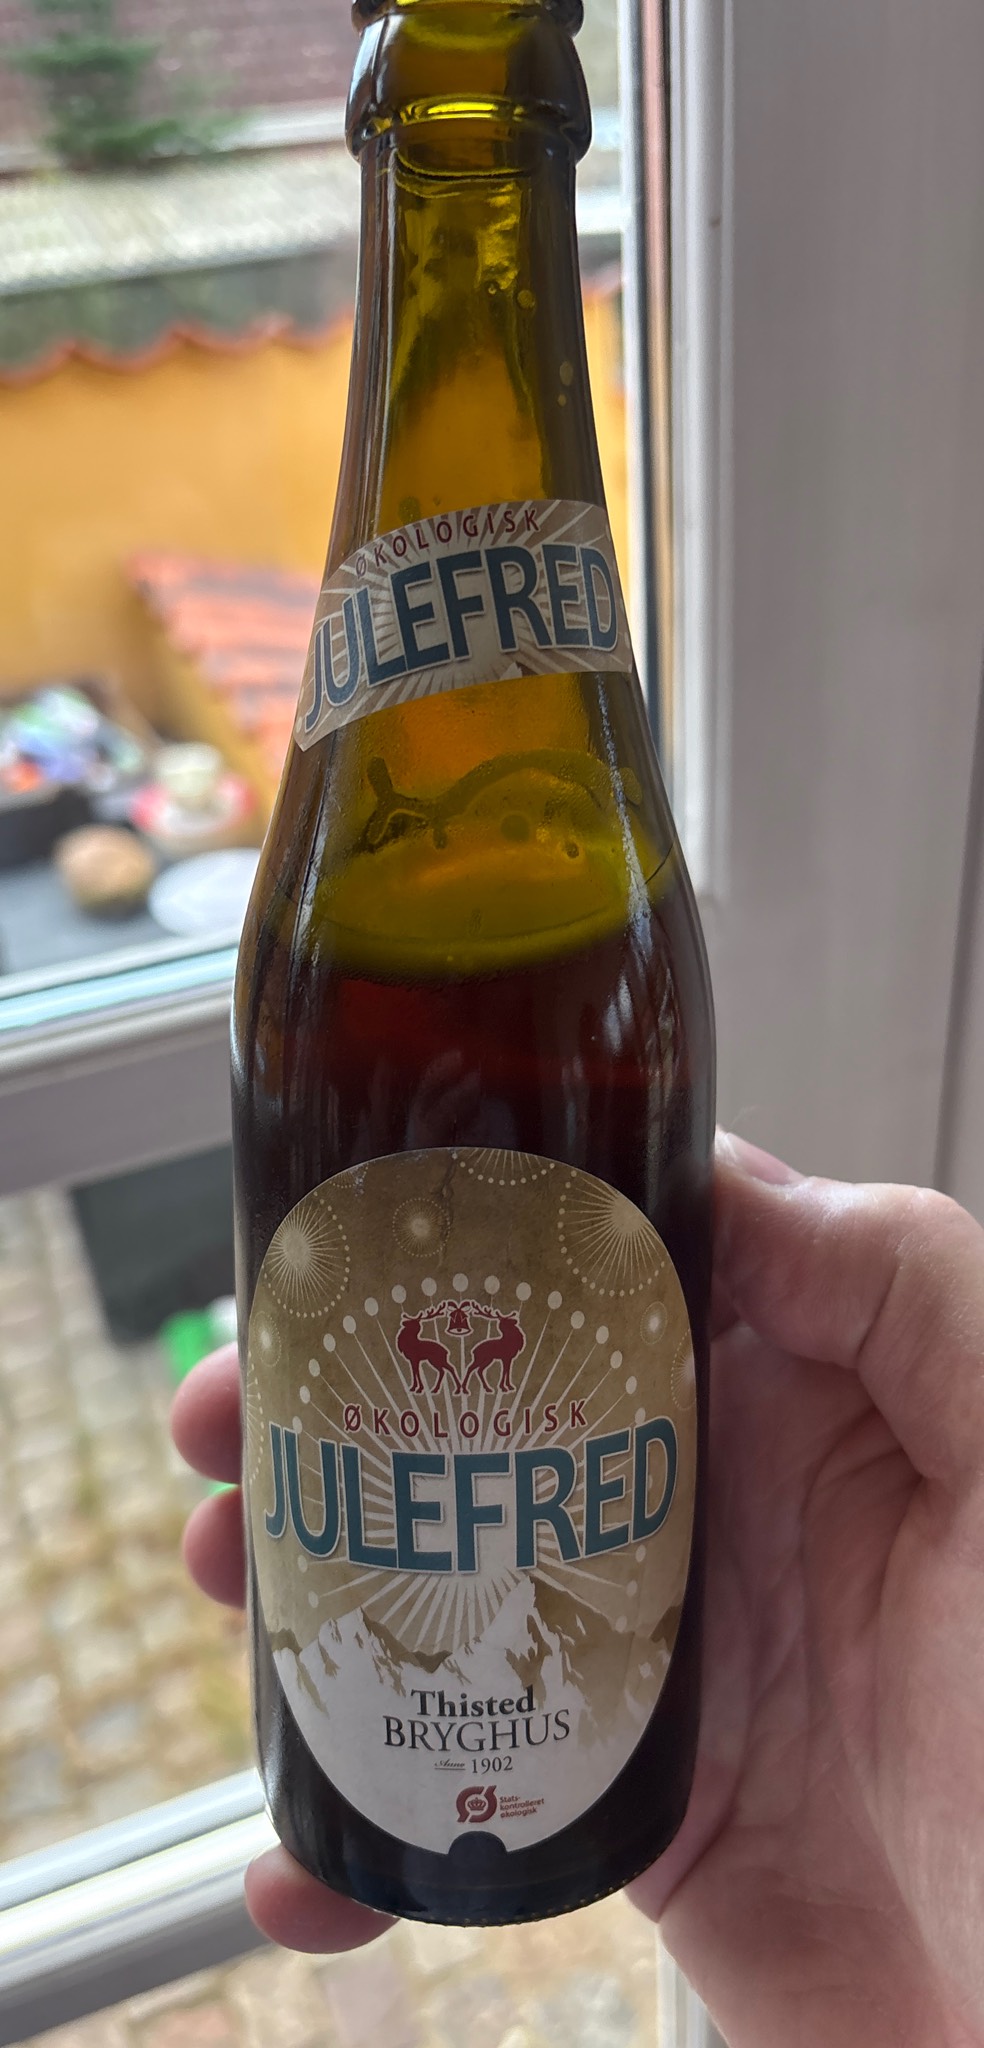 ØKOLOGISK
JULEFRED
ØKOLOGISK
JULEFRED
Thisted
BRYGHUS
Anno 1902
Ø
Stats-
kontrolleret
økologisk